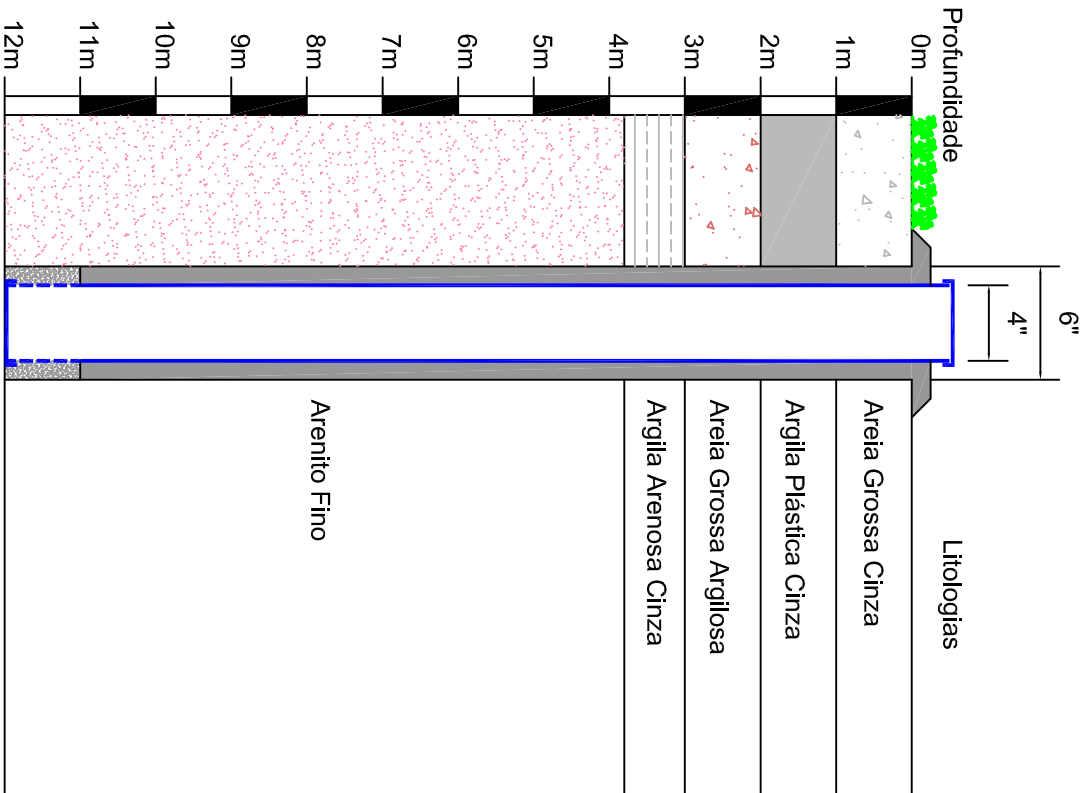 Profundidade
Litologias
6"
4"
0m
1m
2m
3m
4m
5m
6m
7m
8m
9m
10m
11m
12m
Areia Grossa Cinza
Argila Plástica Cinza
Areia Grossa Argilosa
Argila Arenosa Cinza
Arenito Fino